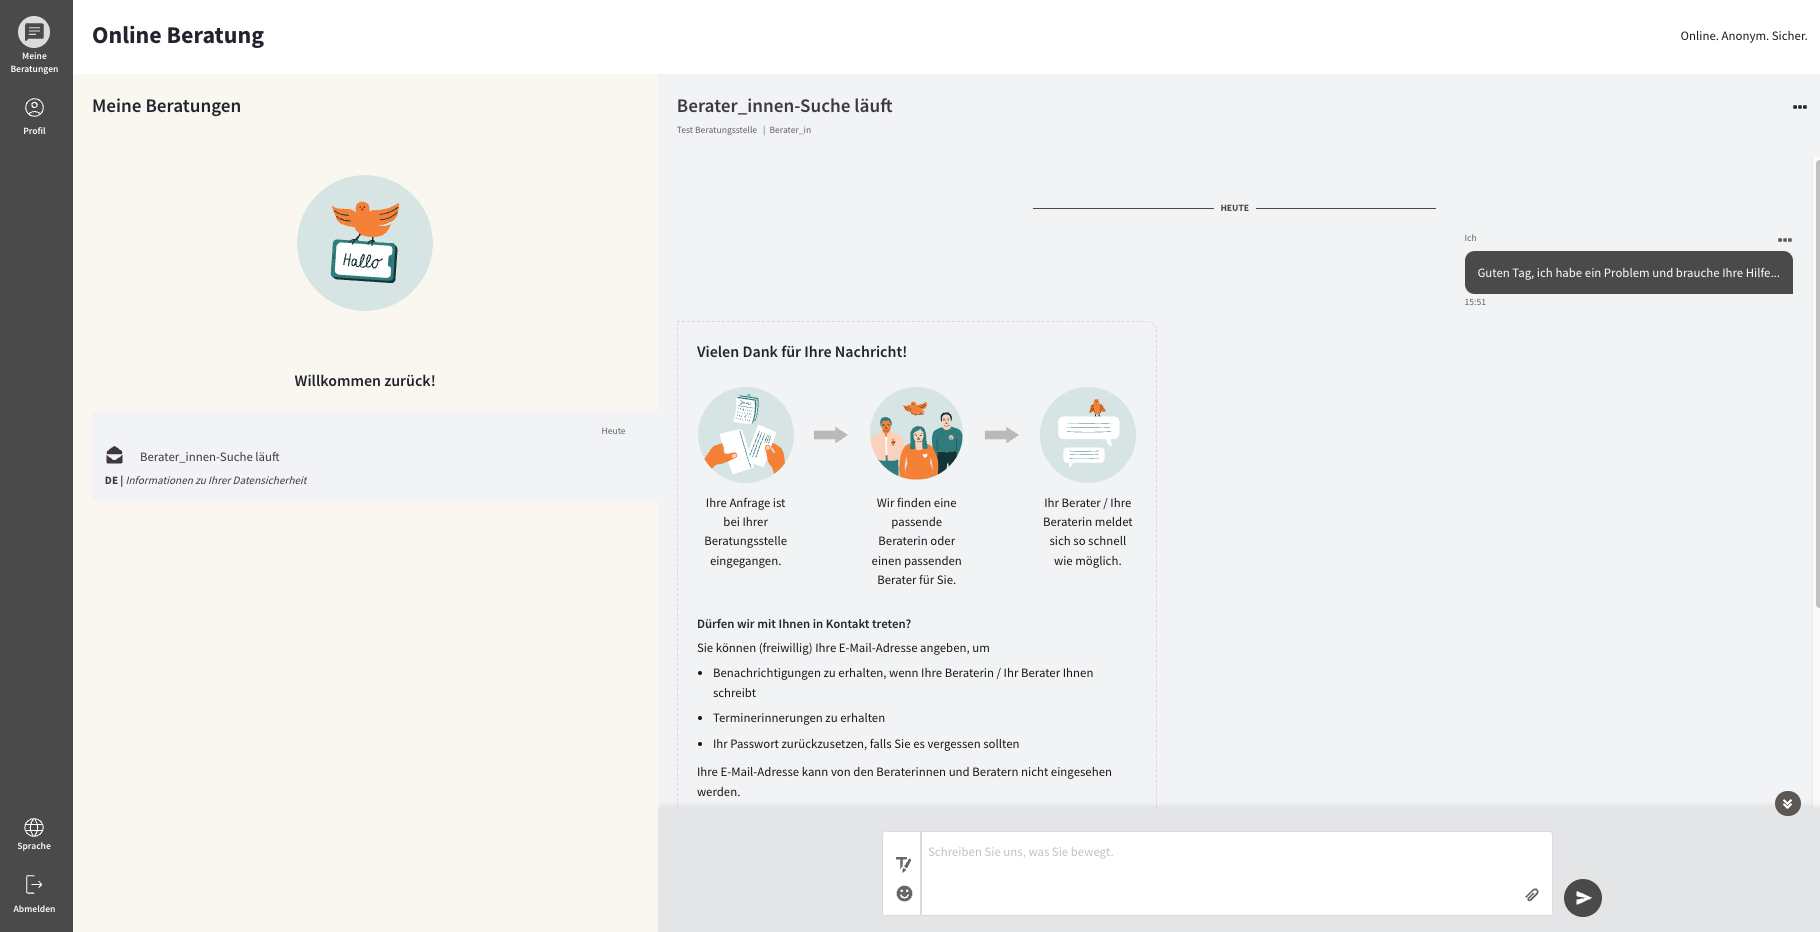 Meine
Beratungen
Profil
Sprache
Abmelden
Online Beratung
Online. Anonym. Sicher.
Meine Beratungen
Hallo
Willkommen zurück!
Heute
Berater_innen-Suche läuft
DE | Informationen zu Ihrer Datensicherheit
Berater_innen-Suche läuft
Test Beratungsstelle | Berater_in
HEUTE
Ich
Guten Tag, ich habe ein Problem und brauche Ihre Hilfe...
15:51
Vielen Dank für Ihre Nachricht!
Ihre Anfrage ist
bei Ihrer
Beratungsstelle
eingegangen.
Wir finden eine
passende
Beraterin oder
einen passenden
Berater für Sie.
Ihr Berater / Ihre
Beraterin meldet
sich so schnell
wie möglich.
Dürfen wir mit Ihnen in Kontakt treten?
Sie können (freiwillig) Ihre E-Mail-Adresse angeben, um
• Benachrichtigungen zu erhalten, wenn Ihre Beraterin / Ihr Berater Ihnen
schreibt
• Terminerinnerungen zu erhalten
• Ihr Passwort zurückzusetzen, falls Sie es vergessen sollten
Ihre E-Mail-Adresse kann von den Beraterinnen und Beratern nicht eingesehen
werden.
Schreiben Sie uns, was Sie bewegt.